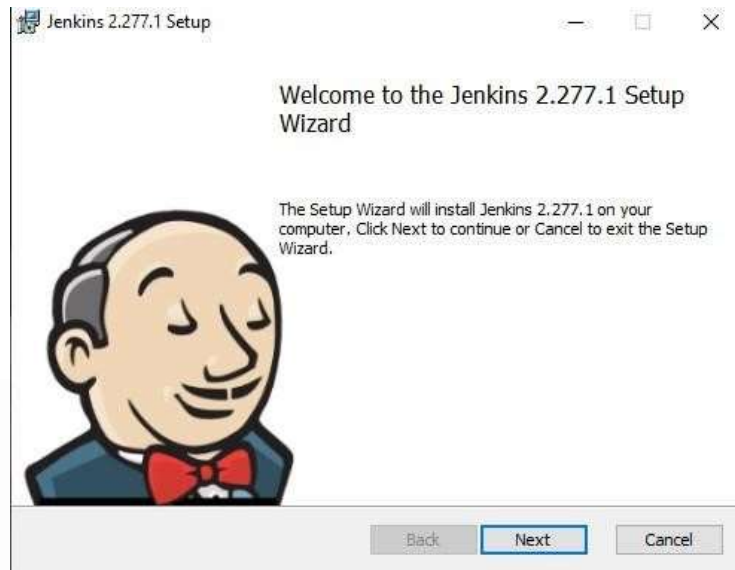 Jenkins 2.277.1 Setup
Welcome to the Jenkins 2.277.1 Setup
Wizard
The Setup Wizard will install Jenkins 2.277.1 on your
computer. Click Next to continue or Cancel to exit the Setup
Wizard.
Back Next Cancel